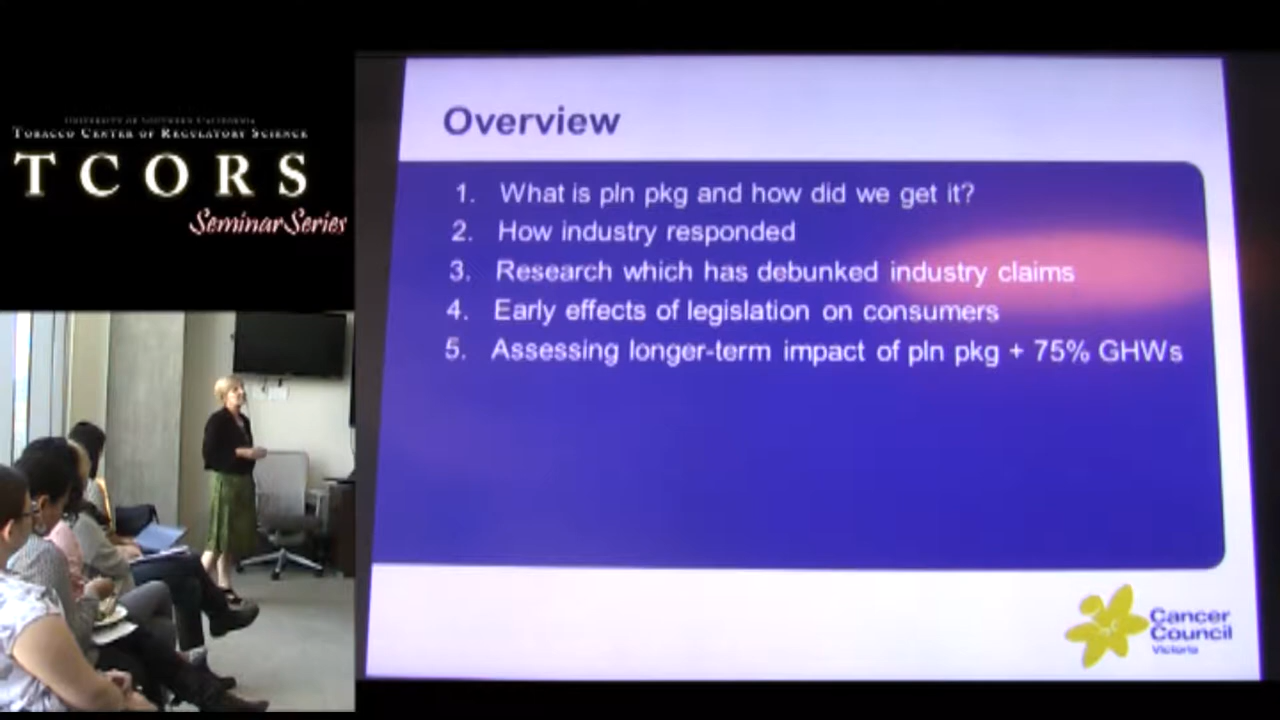 UNIVERSITY OF SOUTHERN CALIFORNIA
TOBACCO CENTER OF REGULATORY SCIENCE
TCORS
Seminar Series
Overview
1. What is pln pkg and how did we get it?
2. How industry responded
3. Research which has debunked industry claims
4. Early effects of legislation on consumers
5. Assessing longer-term impact of pln pkg + 75% GHWs
Cancer
Council
Victoria